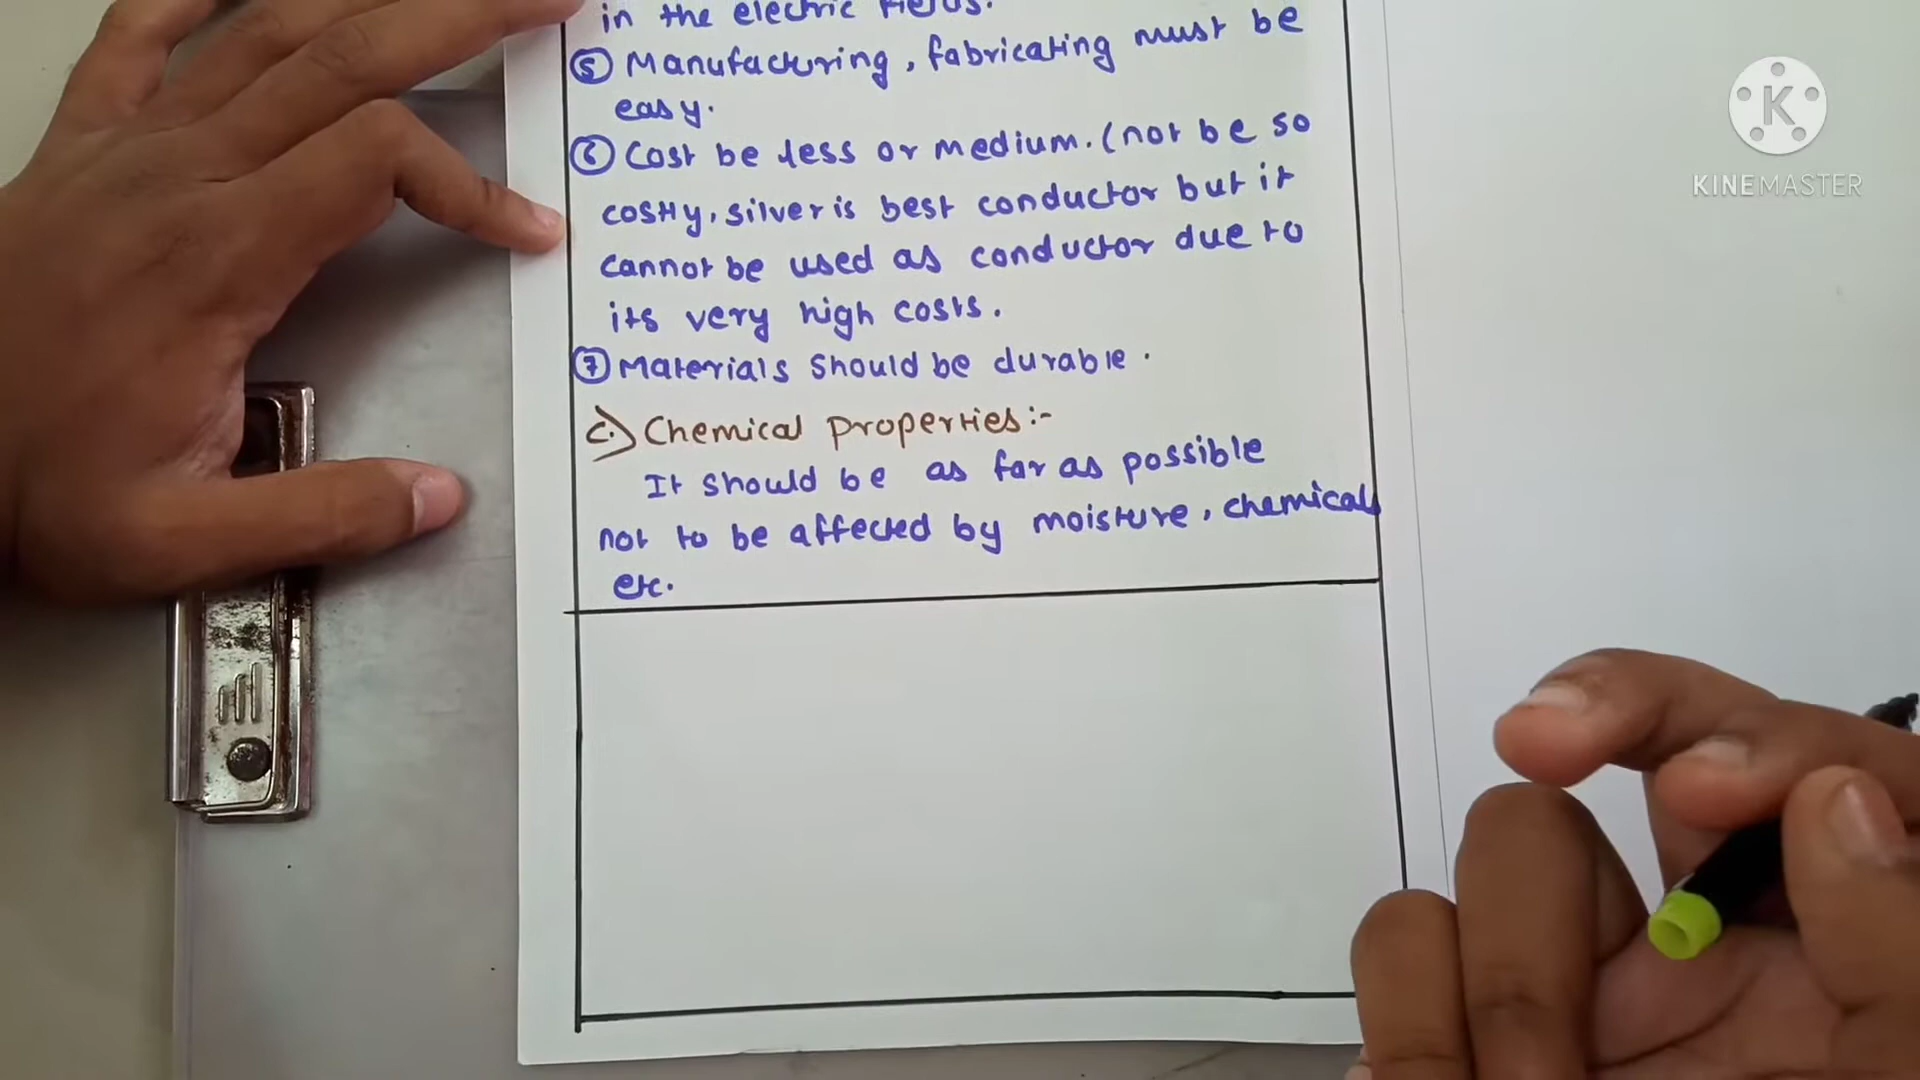 in the electric fields.
⑤ Manufacturing, fabricating must be
easy.
⑥ Cost be less or medium. (not be so
costly, silver is best conductor but it
cannot be used as conductor due to
its very high costs.
⑦ Materials should be durable.
c.) Chemical properties:-
It should be as far as possible
not to be affected by moisture, chemicals
etc.
K
KINEMASTER